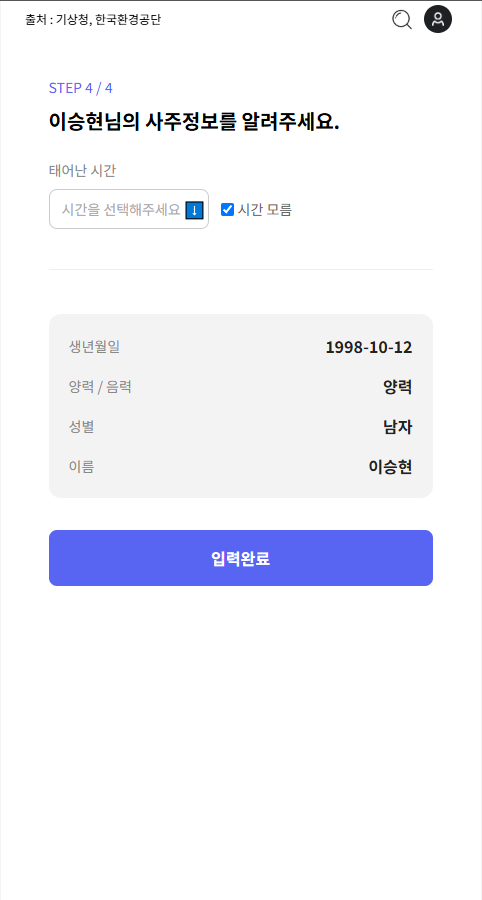 출처 : 기상청, 한국환경공단
STEP 4 / 4
이승현님의 사주정보를 알려주세요.
태어난 시간
시간을 선택해주세요 ⬇ 시간 모름
생년월일 1998-10-12
양력 / 음력 양력
성별 남자
이름 이승현
입력완료